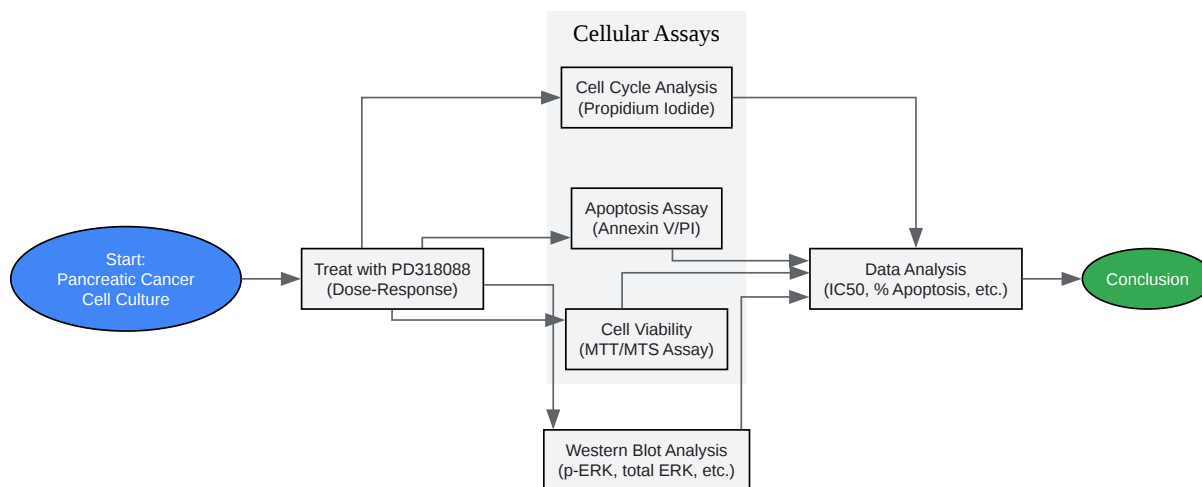 Cellular Assays
Cell Cycle Analysis
(Propidium Iodide)
Apoptosis Assay
(Annexin V/PI)
Start:
Pancreatic Cancer
Cell Culture
Treat with PD318088
(Dose-Response)
Data Analysis
(IC50, % Apoptosis, etc.)
Conclusion
Cell Viability
(MTT/MTS Assay)
Western Blot Analysis
(p-ERK, total ERK, etc.)